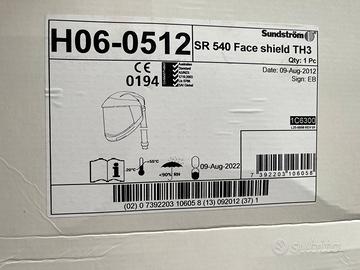 H06-0512
Sundström
SR 540 Face shield TH3
Qty: 1 Pc
Date: 09-Aug-2012
Sign: EB
CE
0194
1C6300
-20°C
+55°C
<90% RH
09-Aug-2022
7 392203 106058
(02) 0 7392203 10605 8 (13) 092012 (37) 1
subito